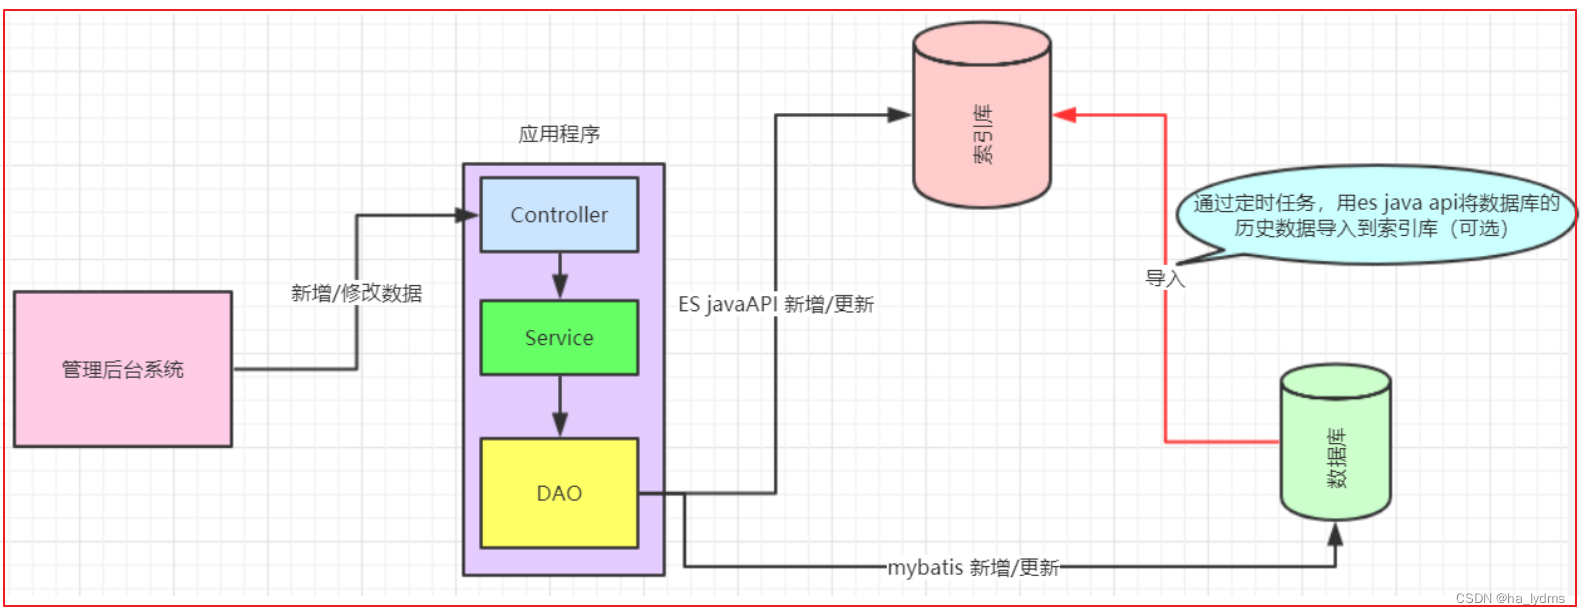 应用程序
索引库
Controller
通过定时任务，用es java api将数据库的
历史数据导入到索引库（可选）
导入
新增/修改数据
ES javaAPI 新增/更新
Service
管理后台系统
数据库
DAO
mybatis 新增/更新
CSDN @ha_lydms